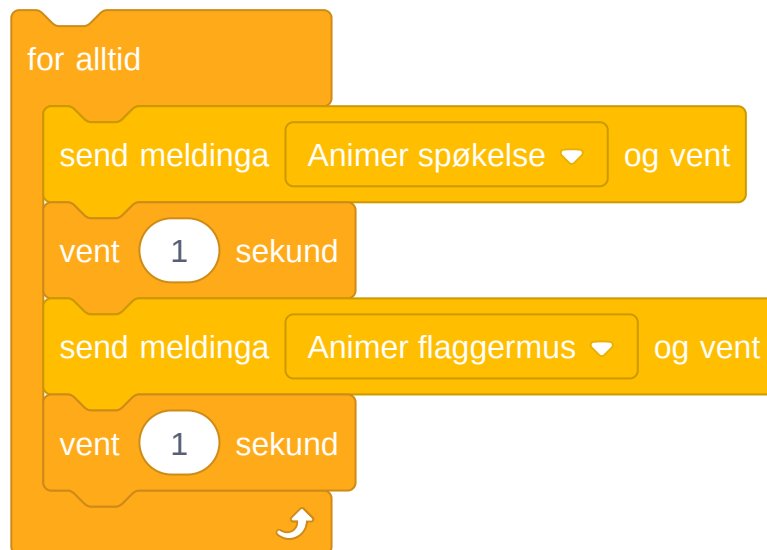 for alltid
send meldinga Animer spøkelse og vent
vent 1 sekund
send meldinga Animer flaggermus og vent
vent 1 sekund